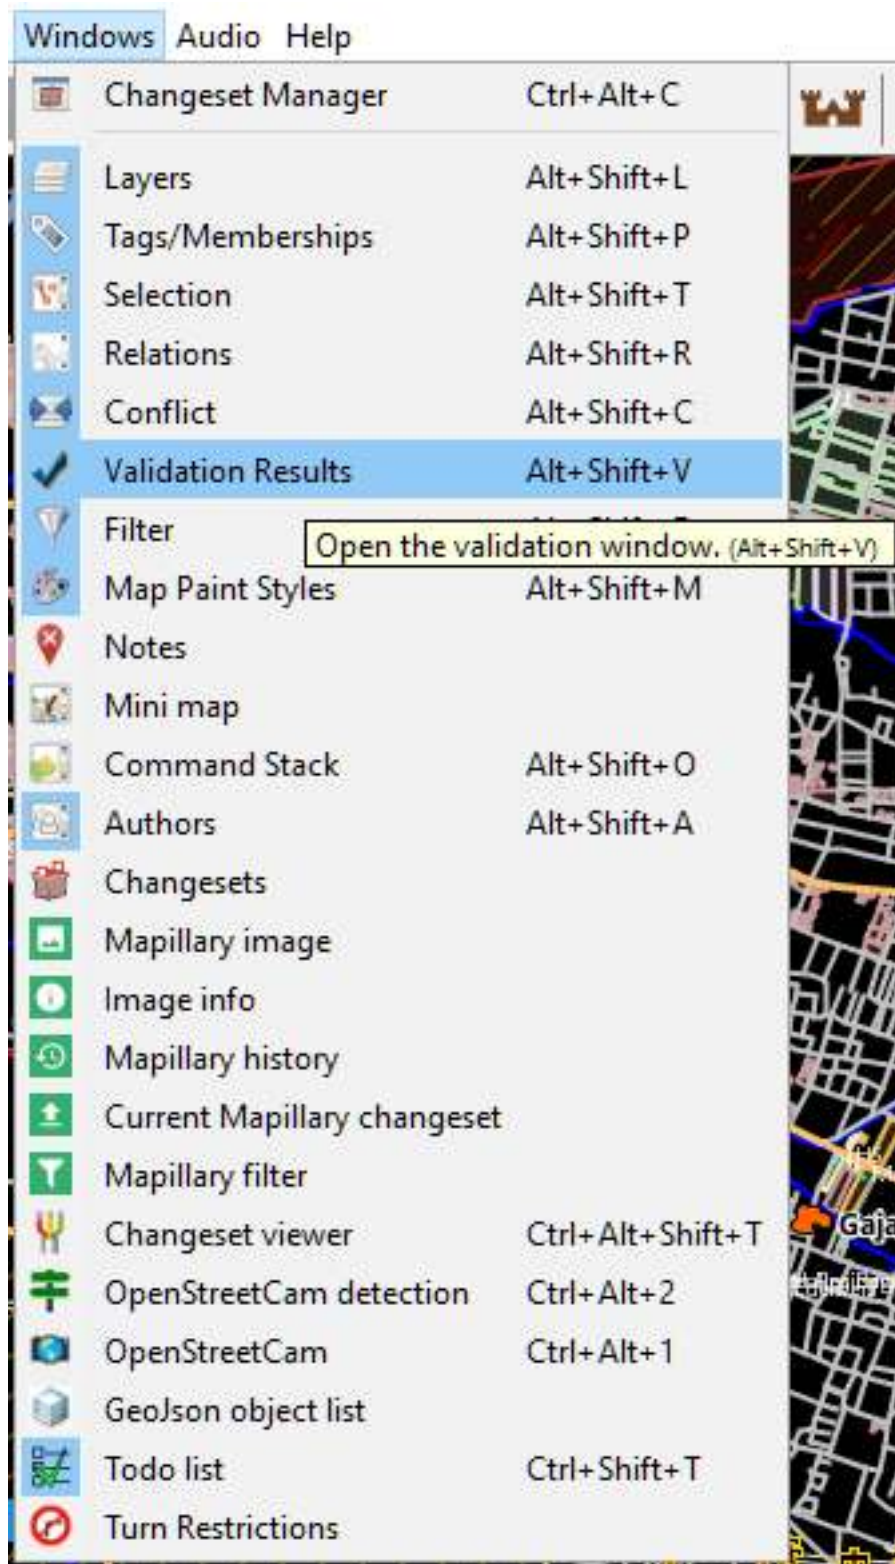 Windows Audio Help
Changeset Manager Ctrl+Alt+C
Layers Alt+Shift+L
Tags/Memberships Alt+Shift+P
Selection Alt+Shift+T
Relations Alt+Shift+R
Conflict Alt+Shift+C
Validation Results Alt+Shift+V
Filter
Open the validation window. (Alt+Shift+V)
Map Paint Styles Alt+Shift+M
Notes
Mini map
Command Stack Alt+Shift+O
Authors Alt+Shift+A
Changesets
Mapillary image
Image info
Mapillary history
Current Mapillary changeset
Mapillary filter
Changeset viewer Ctrl+Alt+Shift+T
Gaja
OpenStreetCam detection Ctrl+Alt+2
OpenStreetCam Ctrl+Alt+1
GeoJson object list
Todo list Ctrl+Shift+T
Turn Restrictions